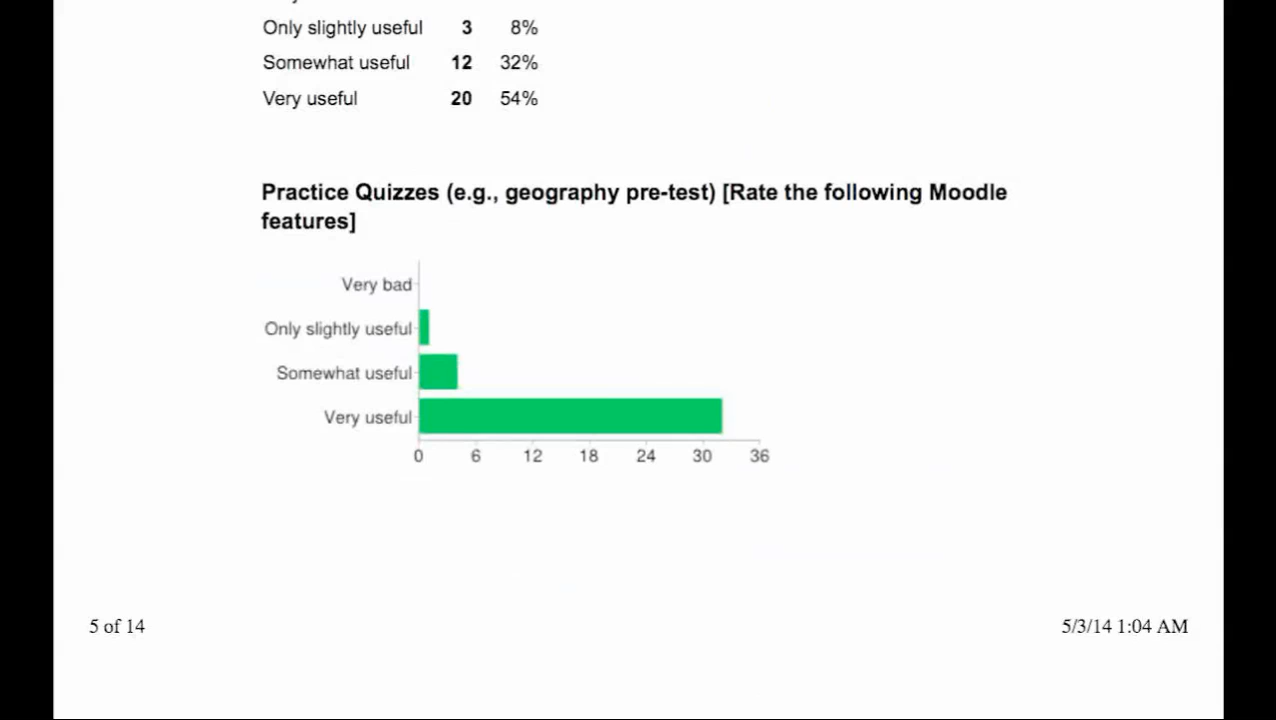 Only slightly useful 3 8%
Somewhat useful 12 32%
Very useful 20 54%
Practice Quizzes (e.g., geography pre-test) [Rate the following Moodle
features]
Very bad
Only slightly useful
Somewhat useful
Very useful
0 6 12 18 24 30 36
5 of 14 5/3/14 1:04 AM